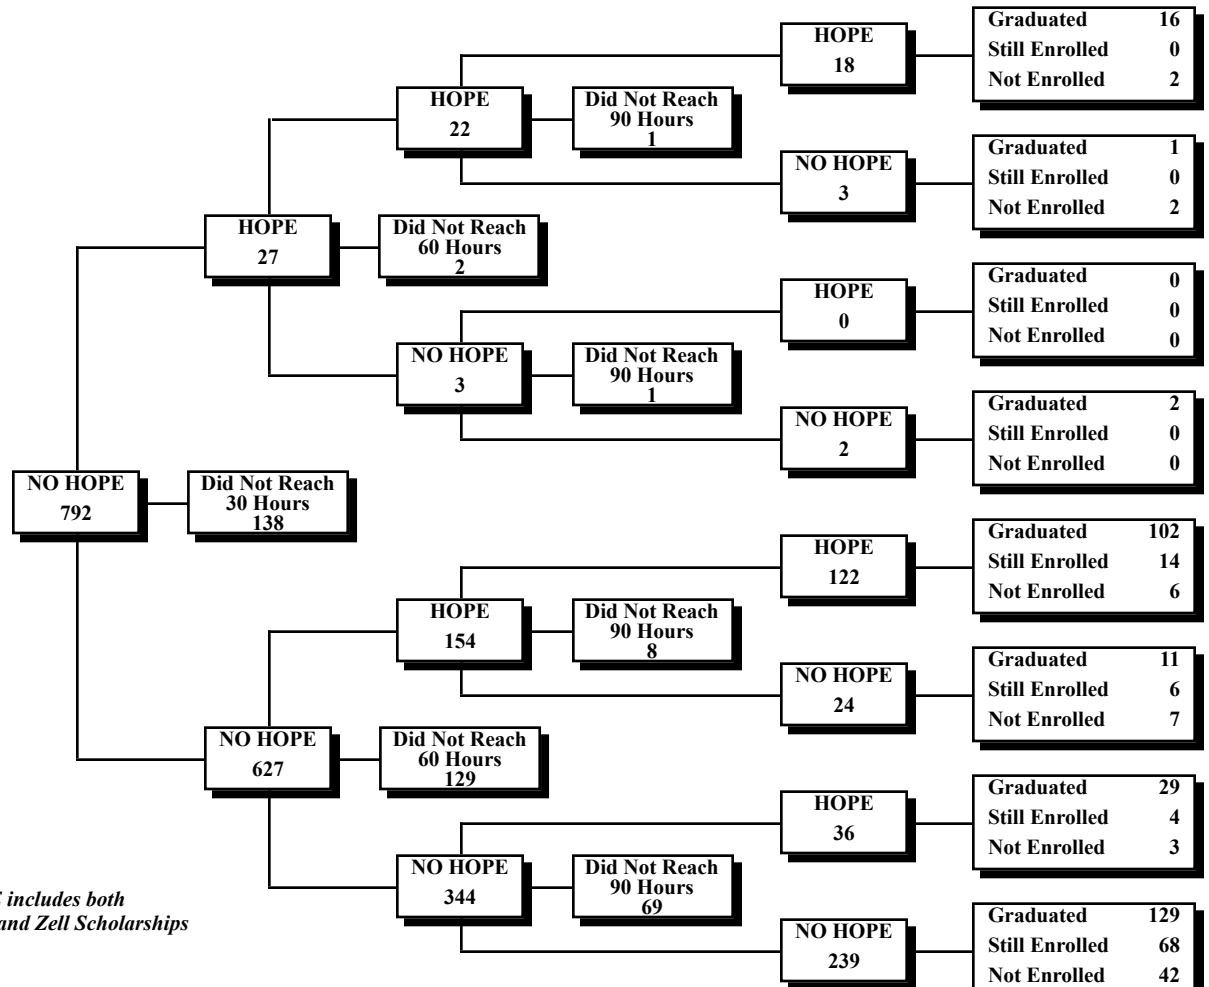 HOPE
18
Graduated 16
Still Enrolled 0
Not Enrolled 2
HOPE
22
Did Not Reach
90 Hours
1
NO HOPE
3
Graduated 1
Still Enrolled 0
Not Enrolled 2
HOPE
27
Did Not Reach
60 Hours
2
HOPE
0
Graduated 0
Still Enrolled 0
Not Enrolled 0
NO HOPE
3
Did Not Reach
90 Hours
1
NO HOPE
2
Graduated 2
Still Enrolled 0
Not Enrolled 0
NO HOPE
792
Did Not Reach
30 Hours
138
HOPE
122
Graduated 102
Still Enrolled 14
Not Enrolled 6
HOPE
154
Did Not Reach
90 Hours
8
NO HOPE
24
Graduated 11
Still Enrolled 6
Not Enrolled 7
NO HOPE
627
Did Not Reach
60 Hours
129
HOPE
36
Graduated 29
Still Enrolled 4
Not Enrolled 3
NO HOPE
344
Did Not Reach
90 Hours
69
NO HOPE
239
Graduated 129
Still Enrolled 68
Not Enrolled 42
includes both
and Zell Scholarships